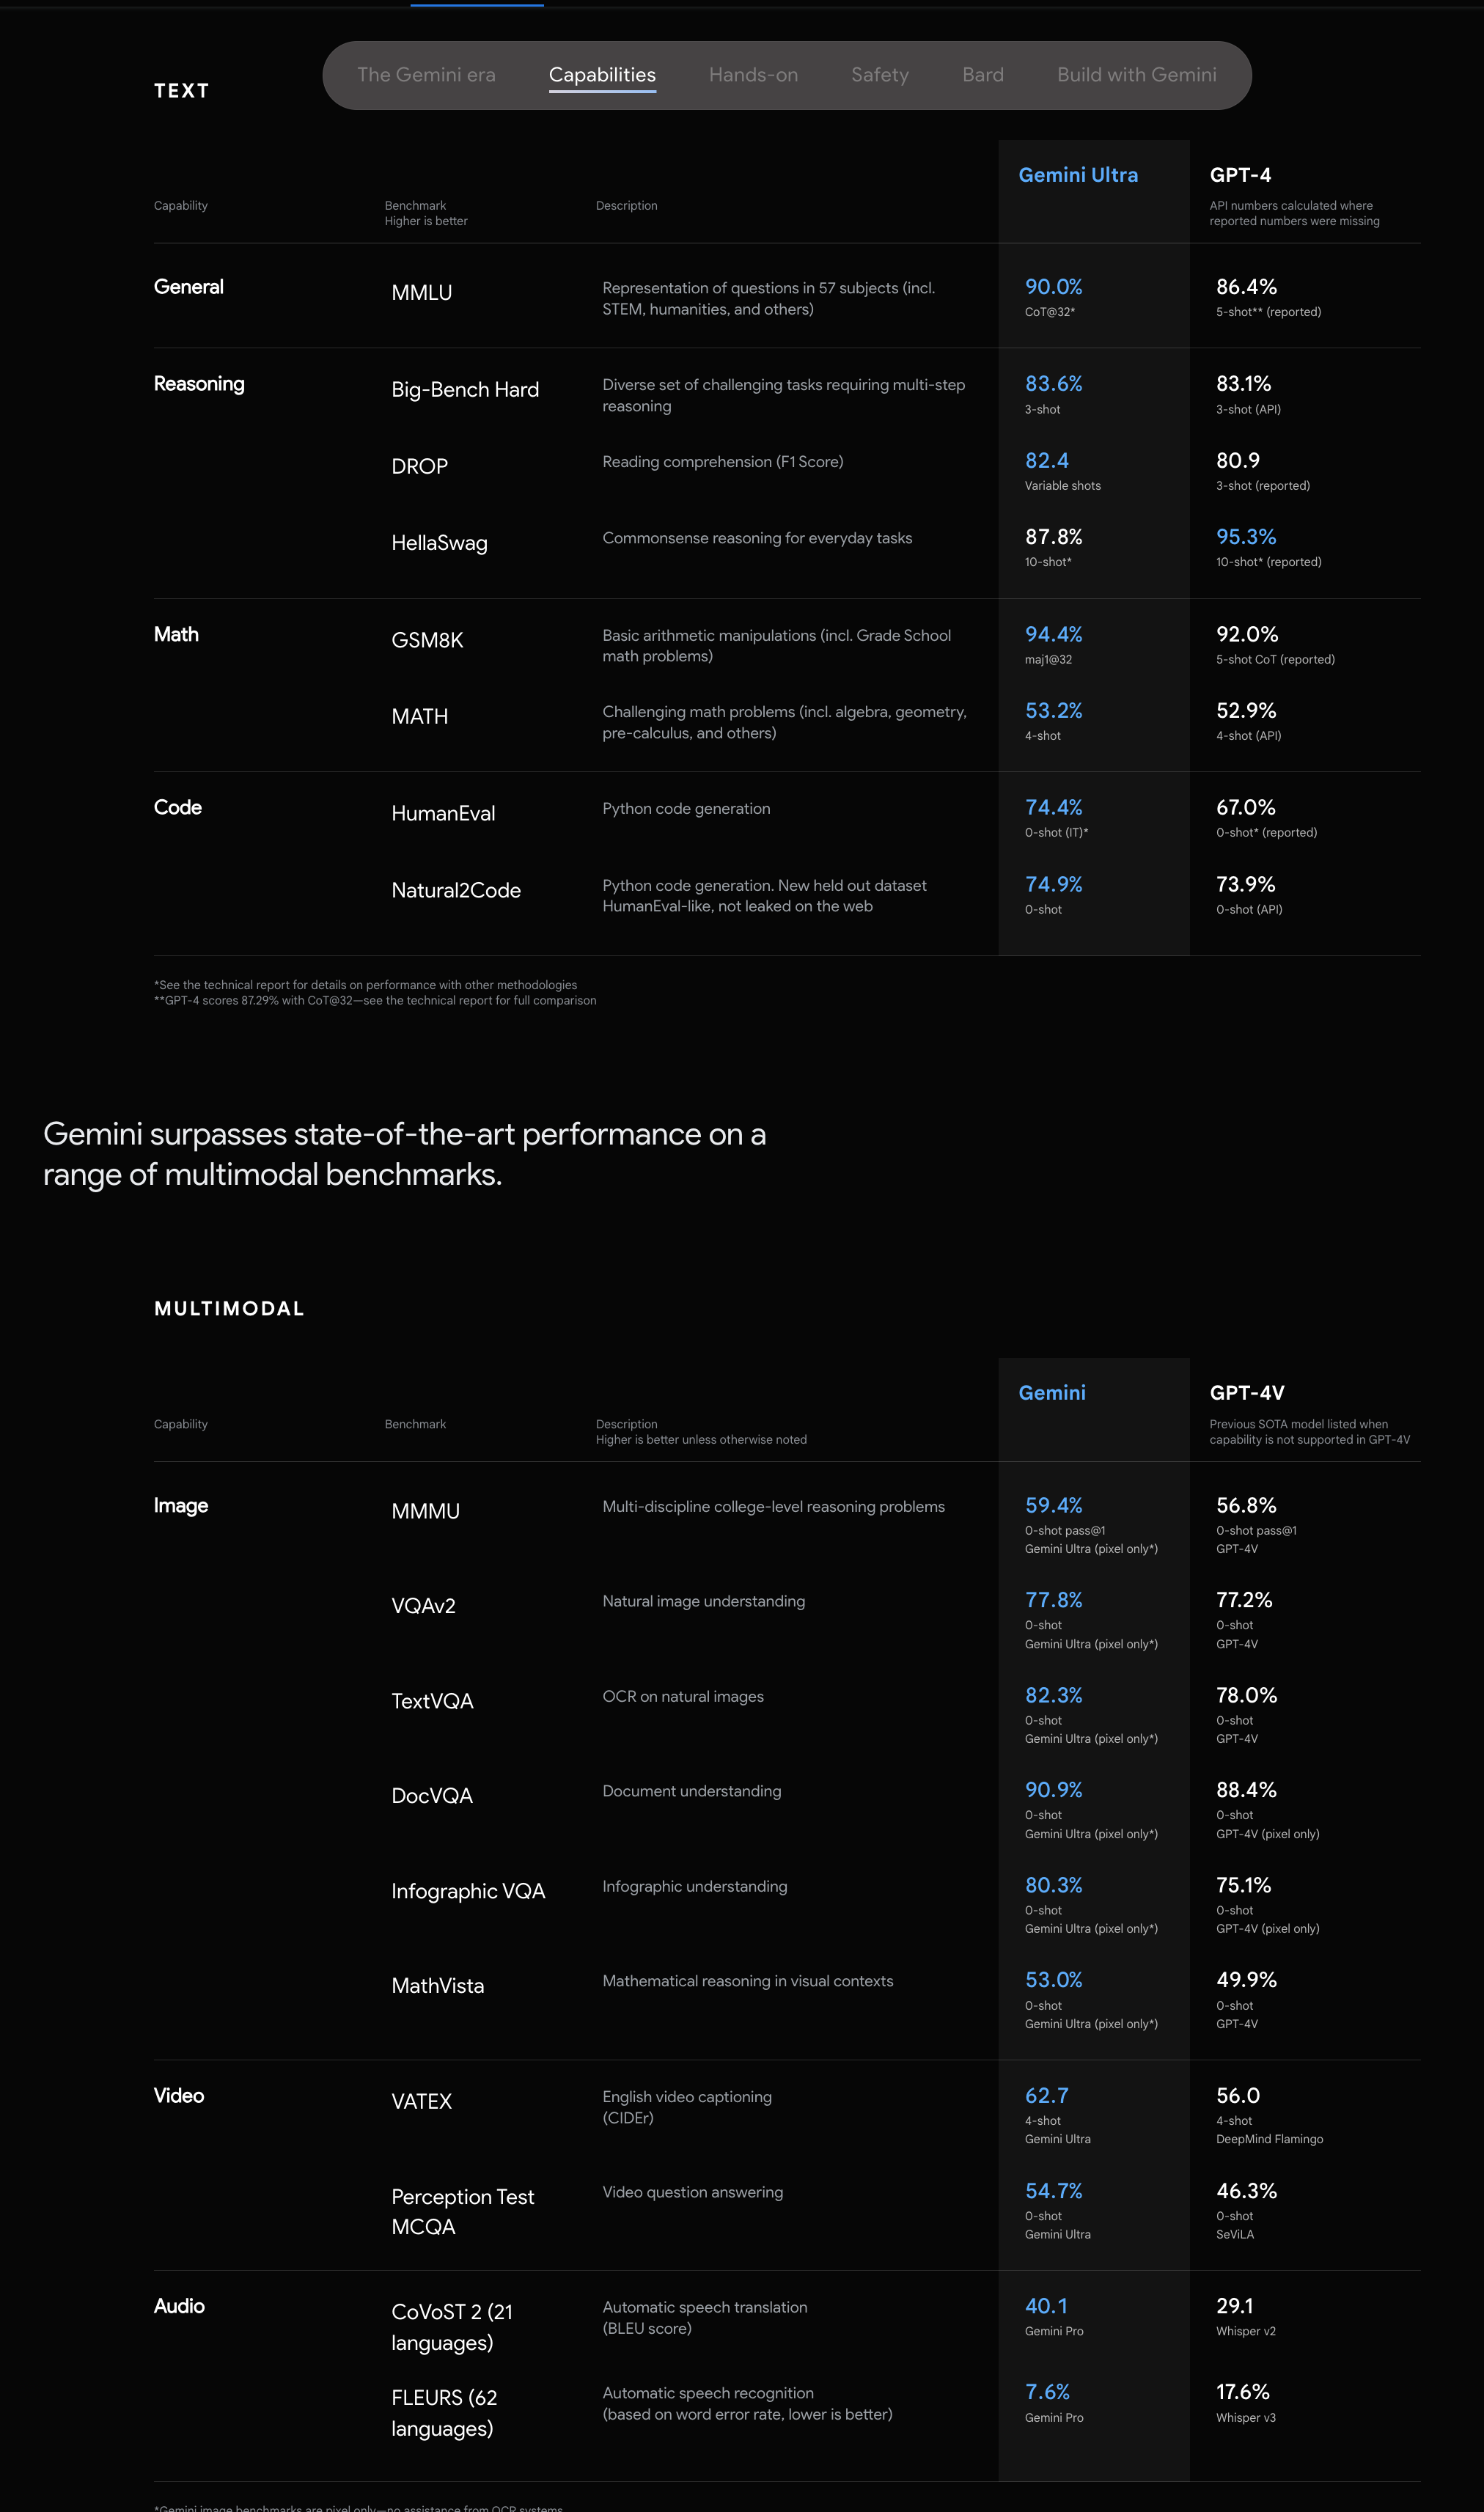 The Gemini era Capabilities Hands-on Safety Bard Build with Gemini
TEXT
Gemini Ultra GPT-4
Capability Benchmark Description API numbers calculated where
Higher is better reported numbers were missing
General MMLU Representation of questions in 57 subjects (incl. 90.0% 86.4%
STEM, humanities, and others) CoT@32* 5-shot** (reported)
Reasoning Big-Bench Hard Diverse set of challenging tasks requiring multi-step 83.6% 83.1%
reasoning 3-shot 3-shot (API)
DROP Reading comprehension (F1 Score) 82.4 80.9
Variable shots 3-shot (reported)
HellaSwag Commonsense reasoning for everyday tasks 87.8% 95.3%
10-shot* 10-shot* (reported)
Math GSM8K Basic arithmetic manipulations (incl. Grade School 94.4% 92.0%
math problems) maj1@32 5-shot CoT (reported)
MATH Challenging math problems (incl. algebra, geometry, 53.2% 52.9%
pre-calculus, and others) 4-shot 4-shot (API)
Code HumanEval Python code generation 74.4% 67.0%
0-shot (IT)* 0-shot* (reported)
Natural2Code Python code generation. New held out dataset 74.9% 73.9%
HumanEval-like, not leaked on the web 0-shot 0-shot (API)
*See the technical report for details on performance with other methodologies
**GPT-4 scores 87.29% with CoT@32—see the technical report for full comparison
Gemini surpasses state-of-the-art performance on a
range of multimodal benchmarks.
MULTIMODAL
Gemini GPT-4V
Capability Benchmark Description Previous SOTA model listed when
Higher is better unless otherwise noted capability is not supported in GPT-4V
Image MMMU Multi-discipline college-level reasoning problems 59.4% 56.8%
0-shot pass@1 0-shot pass@1
Gemini Ultra (pixel only*) GPT-4V
VQAv2 Natural image understanding 77.8% 77.2%
0-shot 0-shot
Gemini Ultra (pixel only*) GPT-4V
TextVQA OCR on natural images 82.3% 78.0%
0-shot 0-shot
Gemini Ultra (pixel only*) GPT-4V
DocVQA Document understanding 90.9% 88.4%
0-shot 0-shot
Gemini Ultra (pixel only*) GPT-4V (pixel only)
Infographic VQA Infographic understanding 80.3% 75.1%
0-shot 0-shot
Gemini Ultra (pixel only*) GPT-4V (pixel only)
MathVista Mathematical reasoning in visual contexts 53.0% 49.9%
0-shot 0-shot
Gemini Ultra (pixel only*) GPT-4V
Video VATEX English video captioning 62.7 56.0
(CIDEr) 4-shot 4-shot
Gemini Ultra DeepMind Flamingo
Perception Test Video question answering 54.7% 46.3%
MCQA 0-shot 0-shot
Gemini Ultra SeViLA
Audio CoVoST 2 (21 Automatic speech translation 40.1 29.1
languages) (BLEU score) Gemini Pro Whisper v2
FLEURS (62 Automatic speech recognition 7.6% 17.6%
languages) (based on word error rate, lower is better) Gemini Pro Whisper v3
*Gemini image benchmarks are pixel only—no assistance from OCR systems